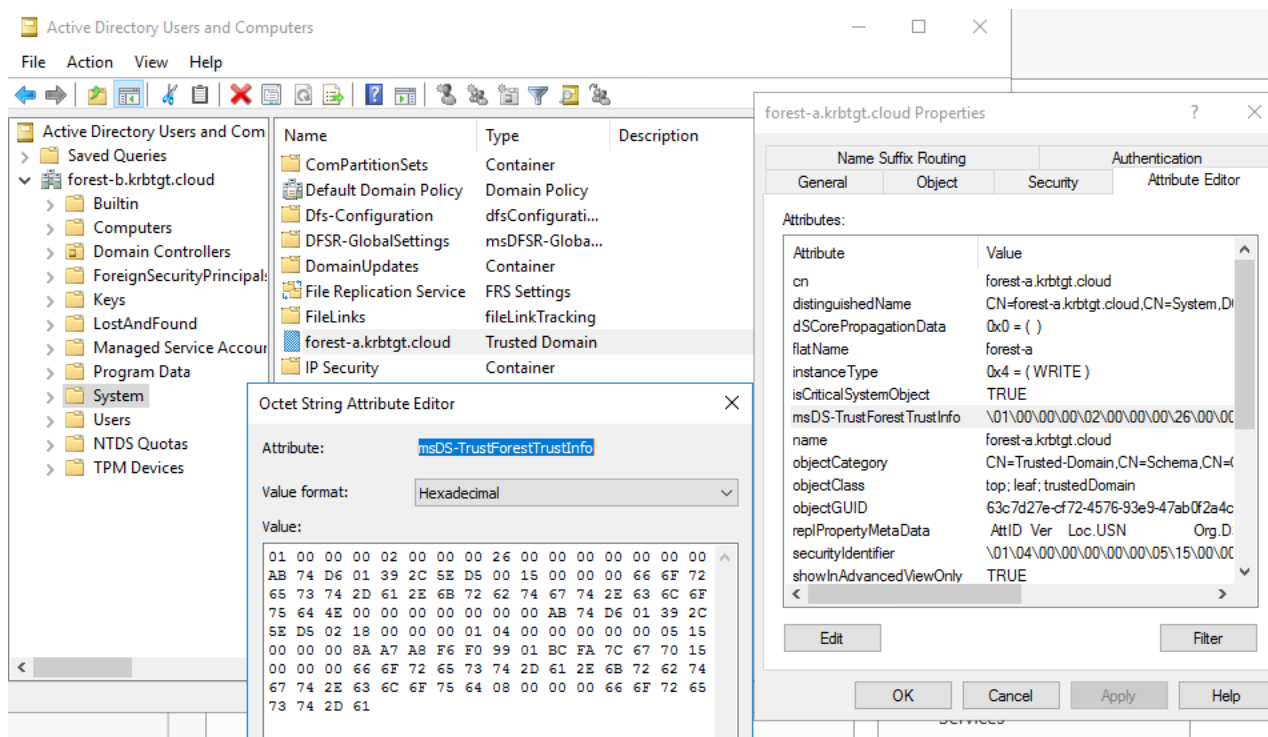 Active Directory Users and Computers
File Action View Help
Active Directory Users and Com
Saved Queries
forest-b.krbtgt.cloud
Builtin
Computers
Domain Controllers
ForeignSecurityPrincipals
Keys
LostAndFound
Managed Service Accour
Program Data
System
Users
NTDS Quotas
TPM Devices
Name Type Description
ComPartitionSets Container
Default Domain Policy Domain Policy
Dfs-Configuration dfsConfigurati...
DFSR-GlobalSettings msDFSR-Globa...
DomainUpdates Container
File Replication Service FRS Settings
FileLinks fileLinkTracking
forest-a.krbtgt.cloud Trusted Domain
IP Security Container
Octet String Attribute Editor
Attribute: msDS-TrustForestTrustInfo
Value format: Hexadecimal
Value:
01 00 00 00 02 00 00 00 26 00 00 00 00 00 00 00
AB 74 D6 01 39 2C 5E D5 00 15 00 00 00 66 6F 72
65 73 74 2D 61 2E 6B 72 62 74 67 74 2E 63 6C 6F
75 64 4E 00 00 00 00 00 00 00 AB 74 D6 01 39 2C
5E D5 02 18 00 00 00 01 04 00 00 00 00 00 05 15
00 00 00 8A A7 A8 F6 F0 99 01 BC FA 7C 67 70 15
00 00 00 66 6F 72 65 73 74 2D 61 2E 6B 72 62 74
67 74 2E 63 6C 6F 75 64 08 00 00 00 66 6F 72 65
73 74 2D 61
forest-a.krbtgt.cloud Properties
Name Suffix Routing Authentication
General Object Security Attribute Editor
Attributes:
Attribute Value
cn forest-a.krbtgt.cloud
distinguishedName CN=forest-a.krbtgt.cloud,CN=System,D
dSCorePropagationData 0x0 = ( )
flatName forest-a
instanceType 0x4 = ( WRITE )
isCriticalSystemObject TRUE
msDS-TrustForestTrustInfo \01\00\00\00\02\00\00\00\26\00\00
name forest-a.krbtgt.cloud
objectCategory CN=Trusted-Domain,CN=Schema,CN=
objectClass top; leaf; trustedDomain
objectGUID 63c7d27e-cf72-4576-93e9-47ab0f2a4c
replPropertyMetaData AttID Ver Loc.USN Org.D
securityIdentifier \01\04\00\00\00\00\00\05\15\00\00
showInAdvancedViewOnly TRUE
Edit Filter
OK Cancel Apply Help